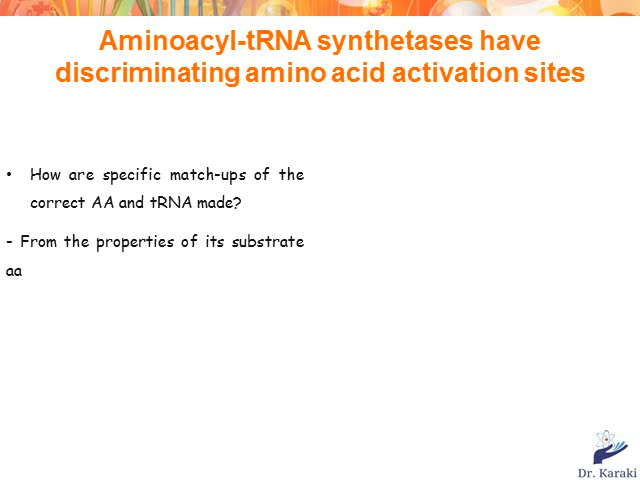 Aminoacyl-tRNA synthetases have
discriminating amino acid activation sites
• How are specific match-ups of the
correct AA and tRNA made?
- From the properties of its substrate
aa
Dr. Karaki